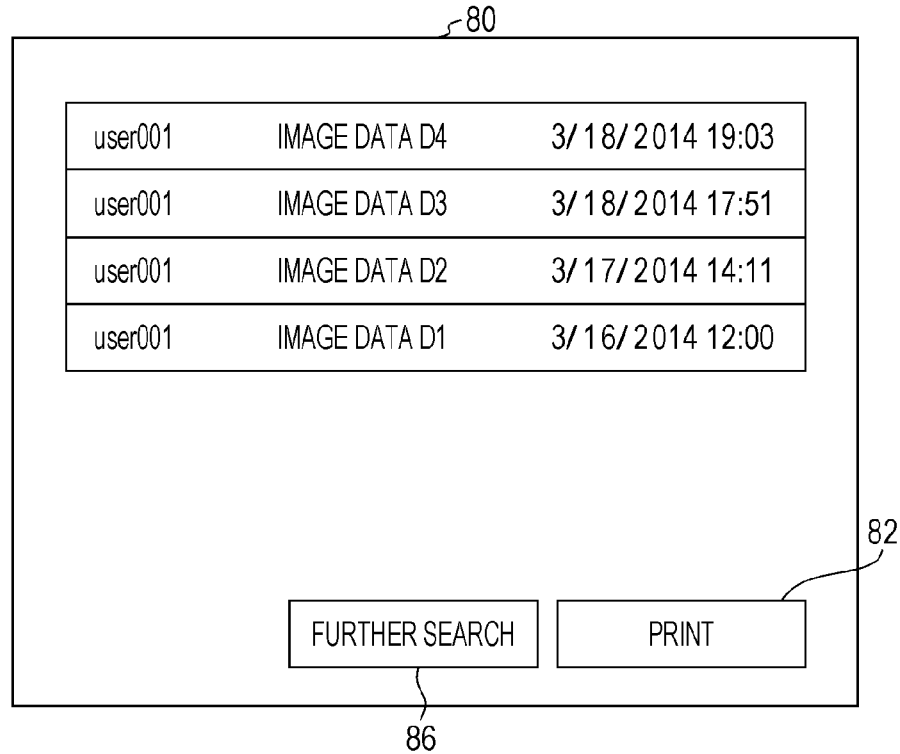 80
user001 IMAGE DATA D4 3/18/2014 19:03
user001 IMAGE DATA D3 3/18/2014 17:51
user001 IMAGE DATA D2 3/17/2014 14:11
user001 IMAGE DATA D1 3/16/2014 12:00
82
FURTHER SEARCH PRINT
86